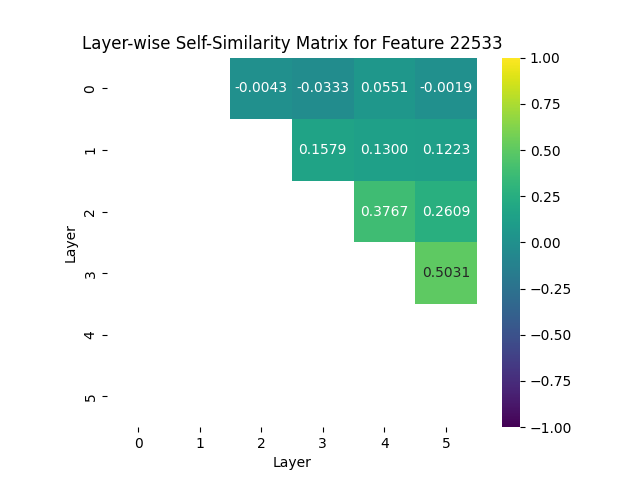 Layer-wise Self-Similarity Matrix for Feature 22533
0 -0.0043 -0.0333 0.0551 -0.0019
1 0.1579 0.1300 0.1223
2 0.3767 0.2609
3 0.5031
4
5
Layer
0 1 2 3 4 5
Layer
1.00
0.75
0.50
0.25
0.00
−0.25
−0.50
−0.75
−1.00